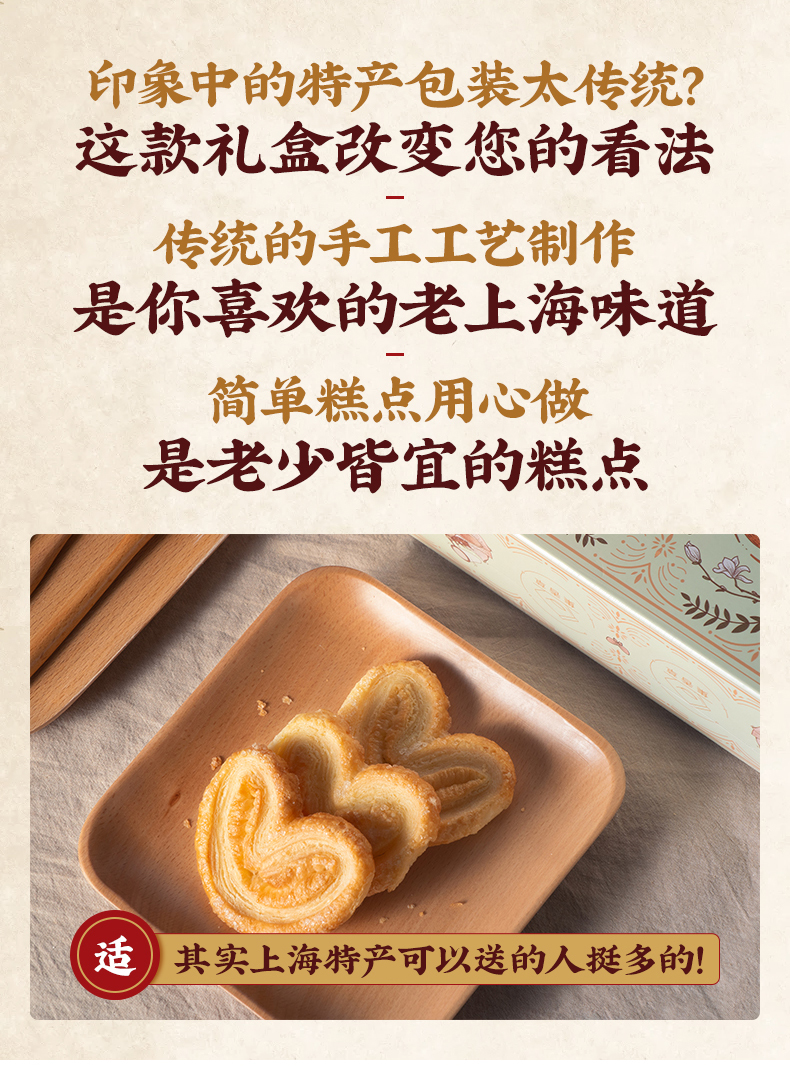 印象中的特产包装太传统?
这款礼盒改变您的看法
传统的手工工艺制作
是你喜欢的老上海味道
简单糕点用心做
是老少皆宜的糕点
适
其实上海特产可以送的人挺多的!